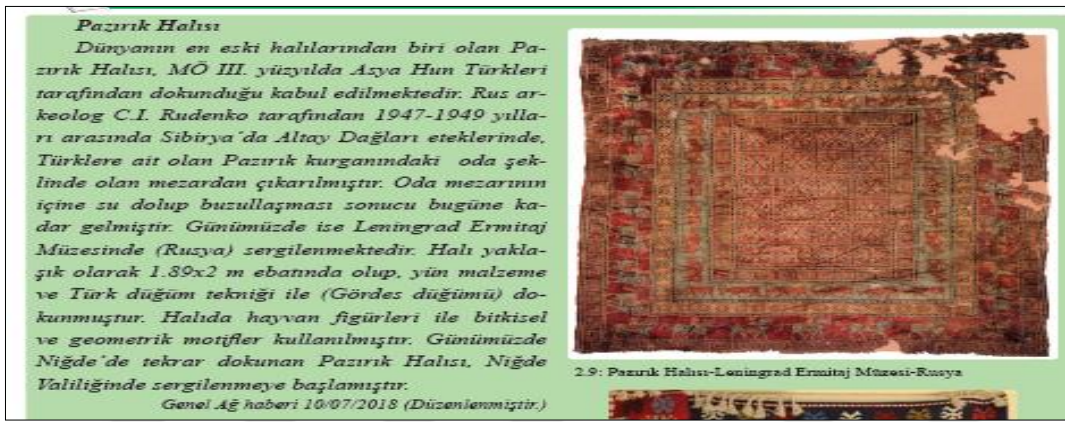 Pazırık Halısı
Dünyanın en eski halılarından biri olan Pa-
zırık Halısı, MÖ III. yüzyılda Asya Hun Türkleri
tarafından dokunduğu kabul edilmektedir. Rus ar-
keolog C.I. Rudenko tarafından 1947-1949 yılla-
rı arasında Sibirya´da Altay Dağları eteklerinde,
Türklere ait olan Pazırık kurganındaki oda şek-
linde olan mezardan çıkarılmıştır. Oda mezarının
içine su dolup buzullaşması sonucu bugüne ka-
dar gelmiştir. Günümüzde ise Leningrad Ermitaj
Müzesinde (Rusya) sergilenmektedir. Halı yakla-
şık olarak 1.89x2 m ebatında olup, yün malzeme
ve Türk düğüm tekniği ile (Gördes düğümü) do-
kunmuştur. Halıda hayvan figürleri ile bitkisel
ve geometrik motifler kullanılmıştır. Günümüzde
Niğde´de tekrar dokunan Pazırık Halısı, Niğde
Valiliğinde sergilenmeye başlamıştır.
Genel Ağ haberi 10/07/2018 (Düzenlenmiştir.)
2.9: Pazırık Halısı-Leningrad Ermitaj Müzesi-Rusya